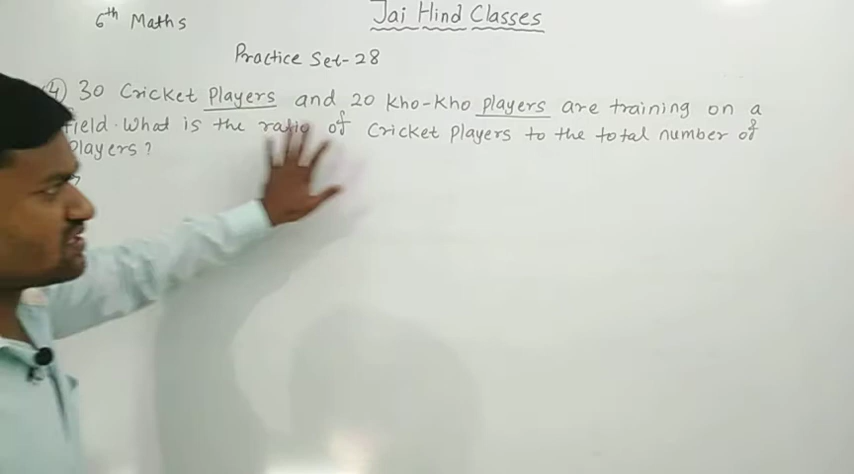 6th Maths
Jai Hind Classes
Practice Set-28
4) 30 Cricket Players and 20 kho-kho players are training on a
field. What is the ratio of Cricket players to the total number of
Players?